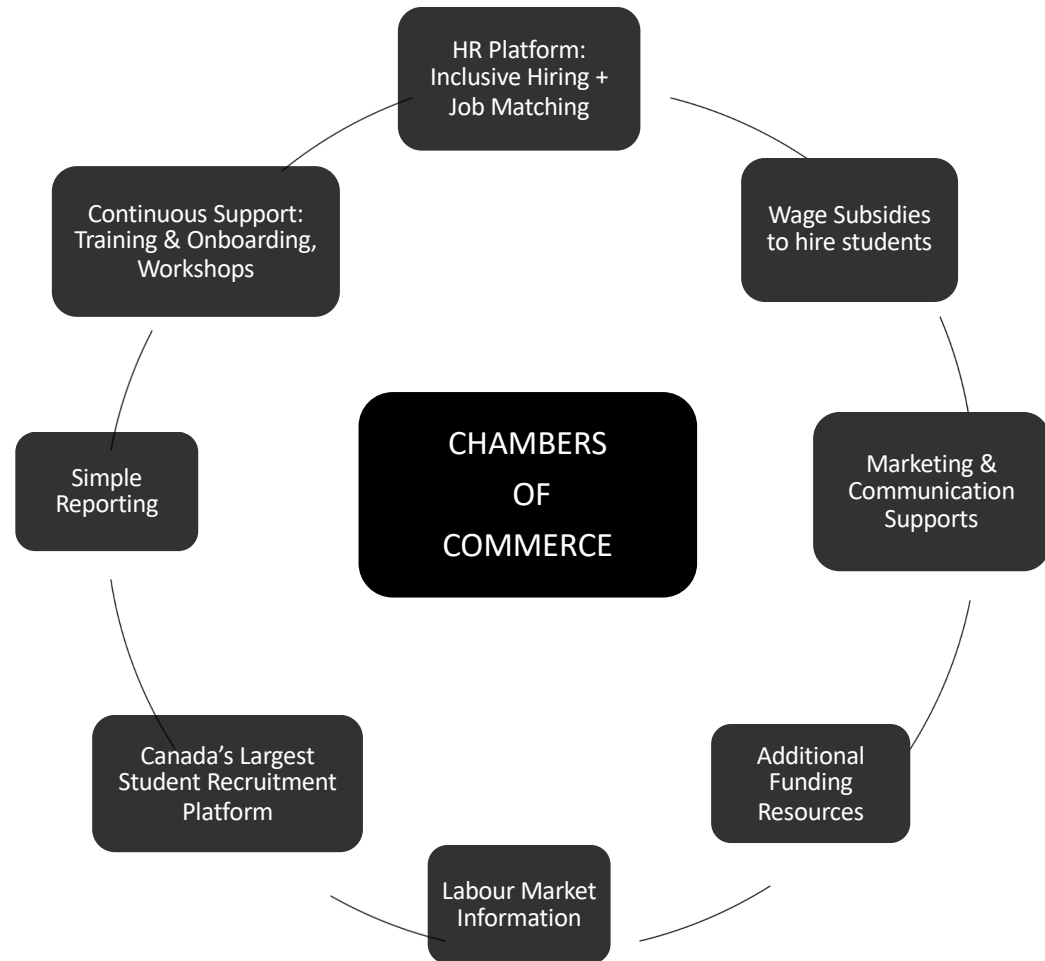 HR Platform:
Inclusive Hiring +
Job Matching
Wage Subsidies
to hire students
Marketing &
Communication
Supports
Additional
Funding
Resources
Labour Market
Information
Canada’s Largest
Student Recruitment
Platform
Simple
Reporting
Continuous Support:
Training & Onboarding,
Workshops
CHAMBERS
OF
COMMERCE